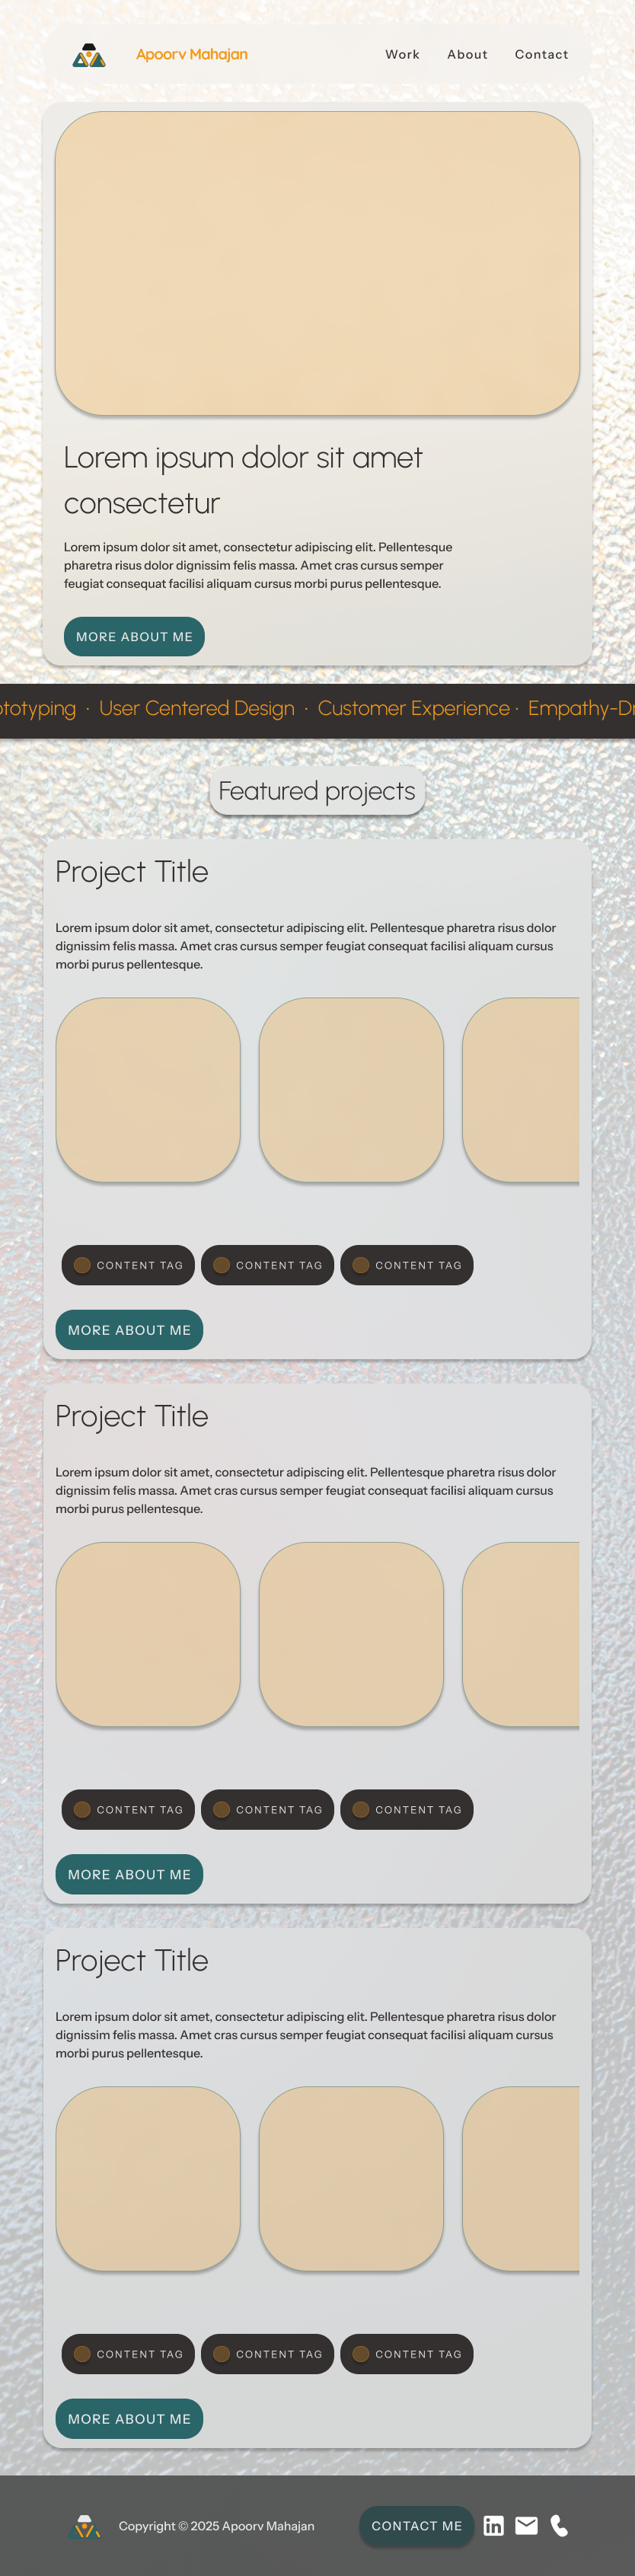 Apoorv Mahajan
Work About Contact
Lorem ipsum dolor sit amet
consectetur
Lorem ipsum dolor sit amet, consectetur adipiscing elit. Pellentesque
pharetra risus dolor dignissim felis massa. Amet cras cursus semper
feugiat consequat facilisi aliquam cursus morbi purus pellentesque.
MORE ABOUT ME
ototyping · User Centered Design · Customer Experience · Empathy-Dr
Featured projects
Project Title
Lorem ipsum dolor sit amet, consectetur adipiscing elit. Pellentesque pharetra risus dolor
dignissim felis massa. Amet cras cursus semper feugiat consequat facilisi aliquam cursus
morbi purus pellentesque.
CONTENT TAG CONTENT TAG CONTENT TAG
MORE ABOUT ME
Project Title
Lorem ipsum dolor sit amet, consectetur adipiscing elit. Pellentesque pharetra risus dolor
dignissim felis massa. Amet cras cursus semper feugiat consequat facilisi aliquam cursus
morbi purus pellentesque.
CONTENT TAG CONTENT TAG CONTENT TAG
MORE ABOUT ME
Project Title
Lorem ipsum dolor sit amet, consectetur adipiscing elit. Pellentesque pharetra risus dolor
dignissim felis massa. Amet cras cursus semper feugiat consequat facilisi aliquam cursus
morbi purus pellentesque.
CONTENT TAG CONTENT TAG CONTENT TAG
MORE ABOUT ME
Copyright © 2025 Apoorv Mahajan
CONTACT ME
in